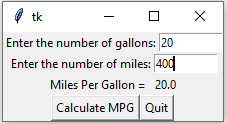 tk
Enter the number of gallons: 20
Enter the number of miles: 400
Miles Per Gallon = 20.0
Calculate MPG Quit